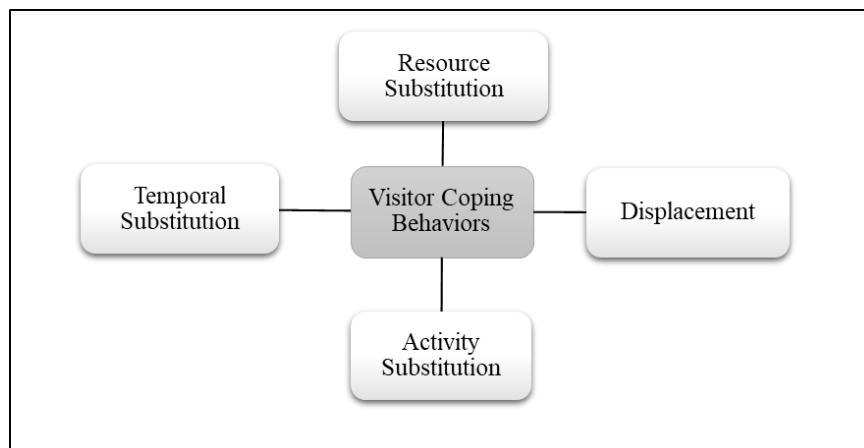 Resource
Substitution
Temporal
Substitution
Visitor Coping
Behaviors
Displacement
Activity
Substitution